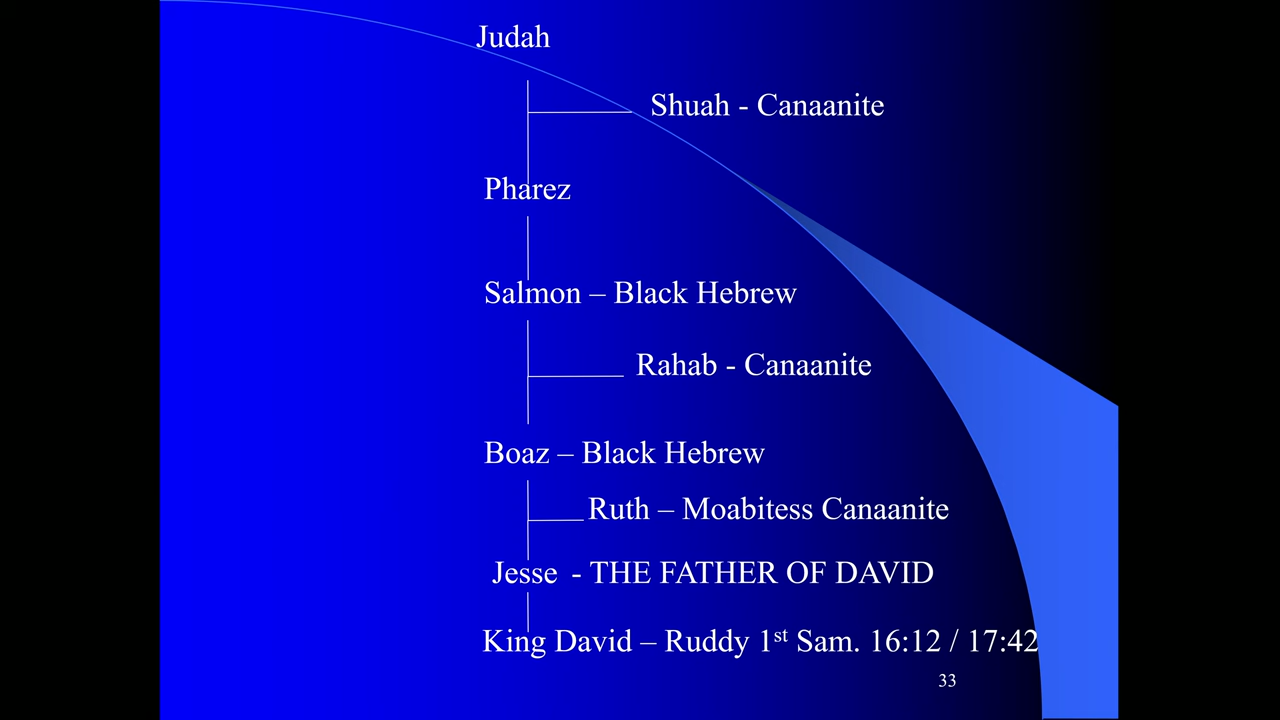 Judah
Shuah - Canaanite
Pharez
Salmon – Black Hebrew
Rahab - Canaanite
Boaz – Black Hebrew
Ruth – Moabitess Canaanite
Jesse - THE FATHER OF DAVID
King David – Ruddy 1st Sam. 16:12 / 17:42
33